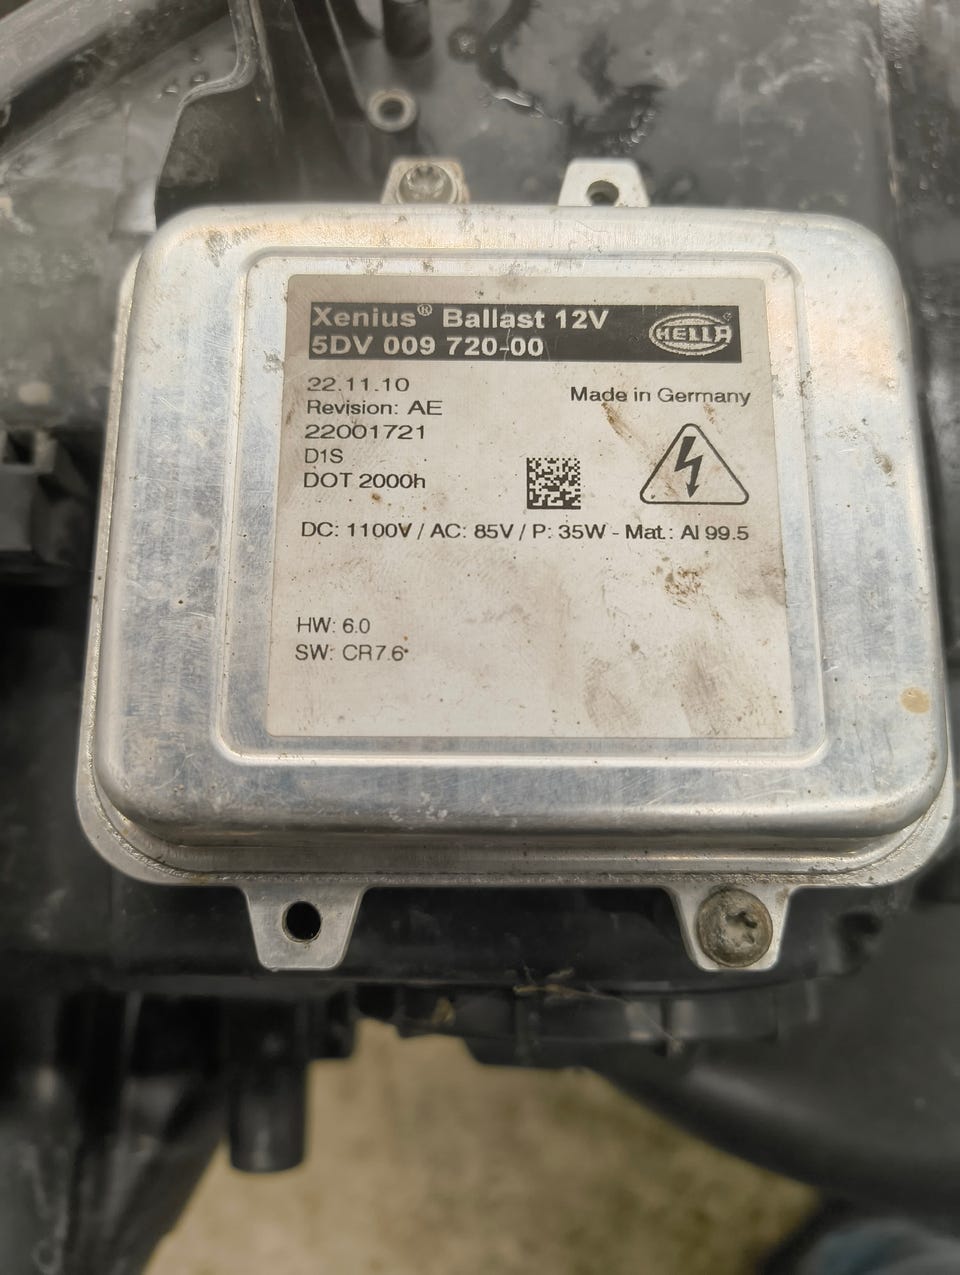 Xenius® Ballast 12V
5DV 009 720-00
HELLA
22.11.10
Made in Germany
Revision: AE
22001721
D1S
DOT 2000h
DC: 1100V / AC: 85V / P: 35W - Mat.: Al 99.5
HW: 6.0
SW: CR7.6